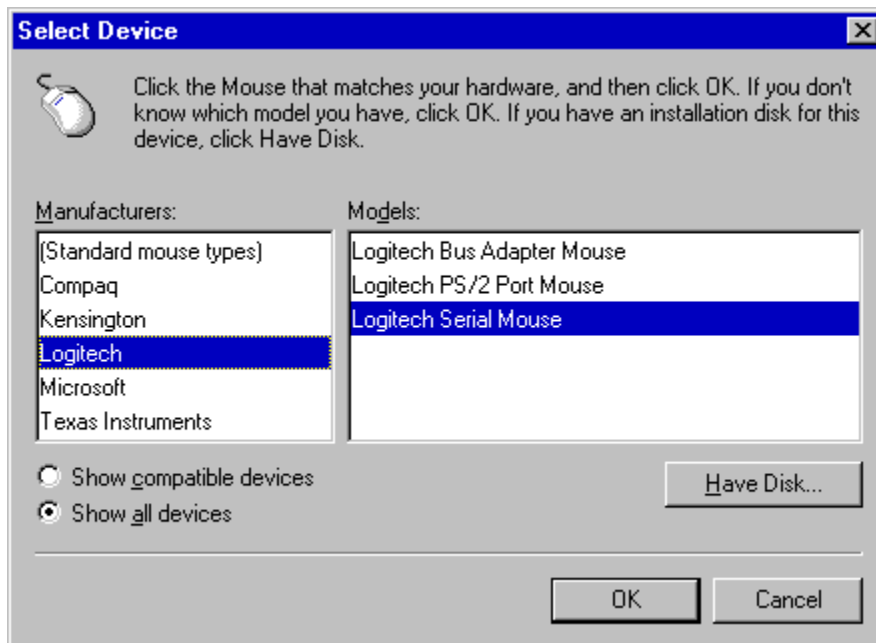 Select Device
Click the Mouse that matches your hardware, and then click OK. If you don't
know which model you have, click OK. If you have an installation disk for this
device, click Have Disk.
Manufacturers:
(Standard mouse types)
Compaq
Kensington
Logitech
Microsoft
Texas Instruments
Models:
Logitech Bus Adapter Mouse
Logitech PS/2 Port Mouse
Logitech Serial Mouse
Show compatible devices
Show all devices
Have Disk...
OK
Cancel